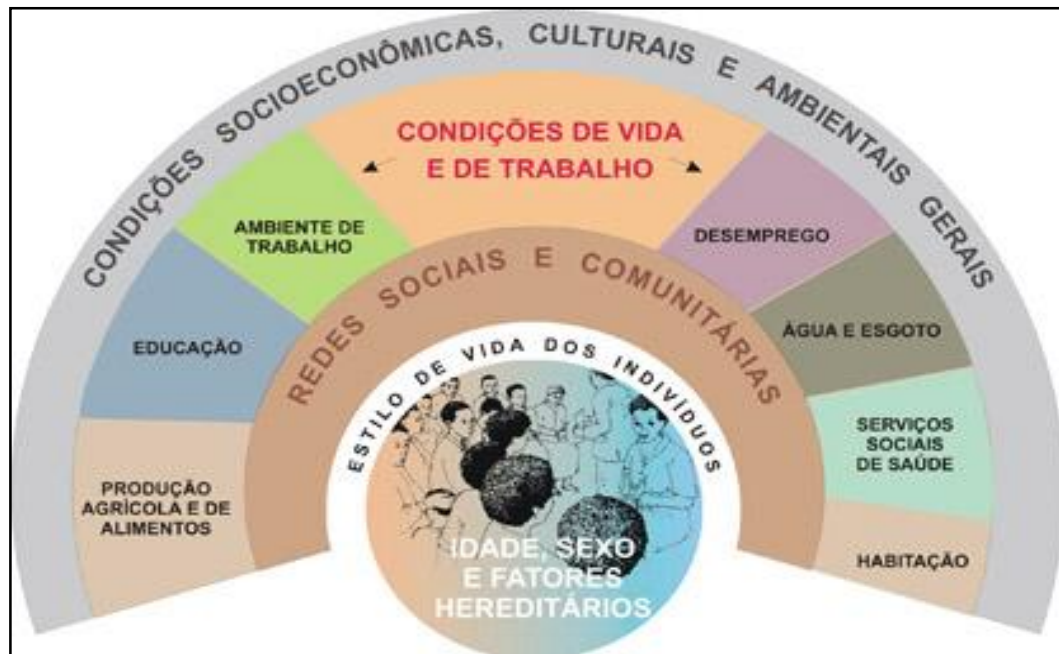 CONDIÇÕES SOCIOECONÔMICAS, CULTURAIS E AMBIENTAIS GERAIS
CONDIÇÕES DE VIDA
E DE TRABALHO
AMBIENTE DE
TRABALHO
DESEMPREGO
REDES SOCIAIS E COMUNITÁRIAS
EDUCAÇÃO
ÁGUA E ESGOTO
ESTILO DE VIDA DOS INDIVÍDUOS
SERVIÇOS
SOCIAIS
DE SAÚDE
PRODUÇÃO
AGRÍCOLA E DE
ALIMENTOS
HABITAÇÃO
IDADE, SEXO
E FATORES
HEREDITÁRIOS